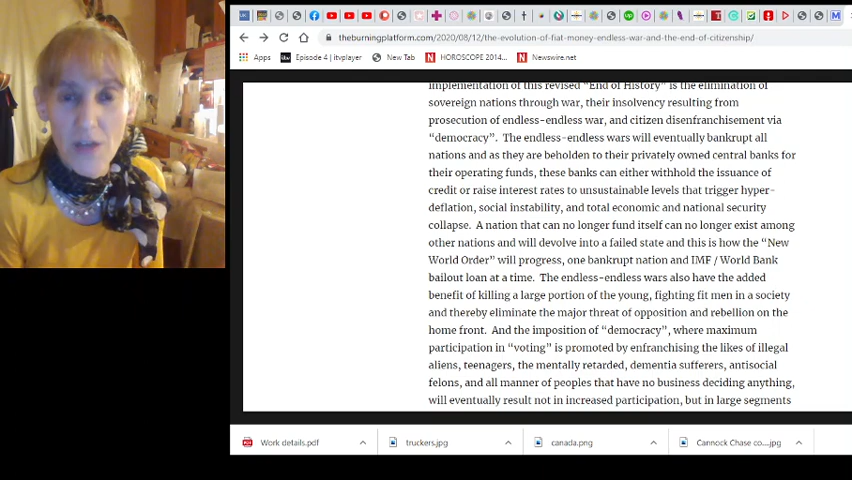 theburningplatform.com/2020/08/12/the-evolution-of-fiat-money-endless-war-and-the-end-of-citizenship/
Apps
itv
Episode 4 | itvplayer
New Tab
N
HOROSCOPE 2014...
N
Newswire.net
implementation of this revised “End of History” is the elimination of
sovereign nations through war, their insolvency resulting from
prosecution of endless-endless war, and citizen disenfranchisement via
“democracy”.  The endless-endless wars will eventually bankrupt all
nations and as they are beholden to their privately owned central banks for
their operating funds, these banks can either withhold the issuance of
credit or raise interest rates to unsustainable levels that trigger hyper-
deflation, social instability, and total economic and national security
collapse.  A nation that can no longer fund itself can no longer exist among
other nations and will devolve into a failed state and this is how the “New
World Order” will progress, one bankrupt nation and IMF / World Bank
bailout loan at a time.  The endless-endless wars also have the added
benefit of killing a large portion of the young, fighting fit men in a society
and thereby eliminate the major threat of opposition and rebellion on the
home front.  And the imposition of “democracy”, where maximum
participation in “voting” is promoted by enfranchising the likes of illegal
aliens, teenagers, the mentally retarded, dementia sufferers, antisocial
felons, and all manner of peoples that have no business deciding anything,
will eventually result not in increased participation, but in large segments
Work details.pdf
truckers.jpg
canada.png
Cannock Chase co....jpg